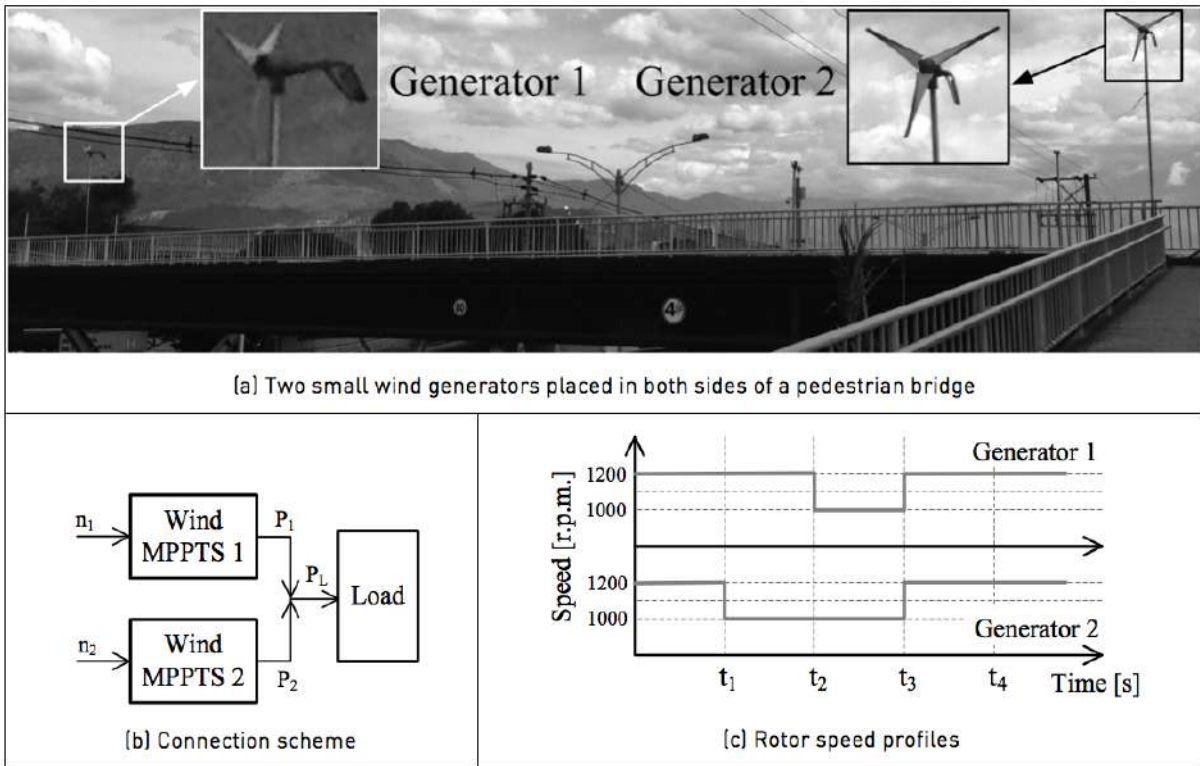 Generator 1
Generator 2
4
(a) Two small wind generators placed in both sides of a pedestrian bridge
n1
Wind
MPPTS 1
P1
PL
Load
n2
Wind
MPPTS 2
P2
(b) Connection scheme
Speed [r.p.m.]
1200
1000
Generator 1
1200
1000
Generator 2
t1 t2 t3 t4 Time [s]
(c) Rotor speed profiles